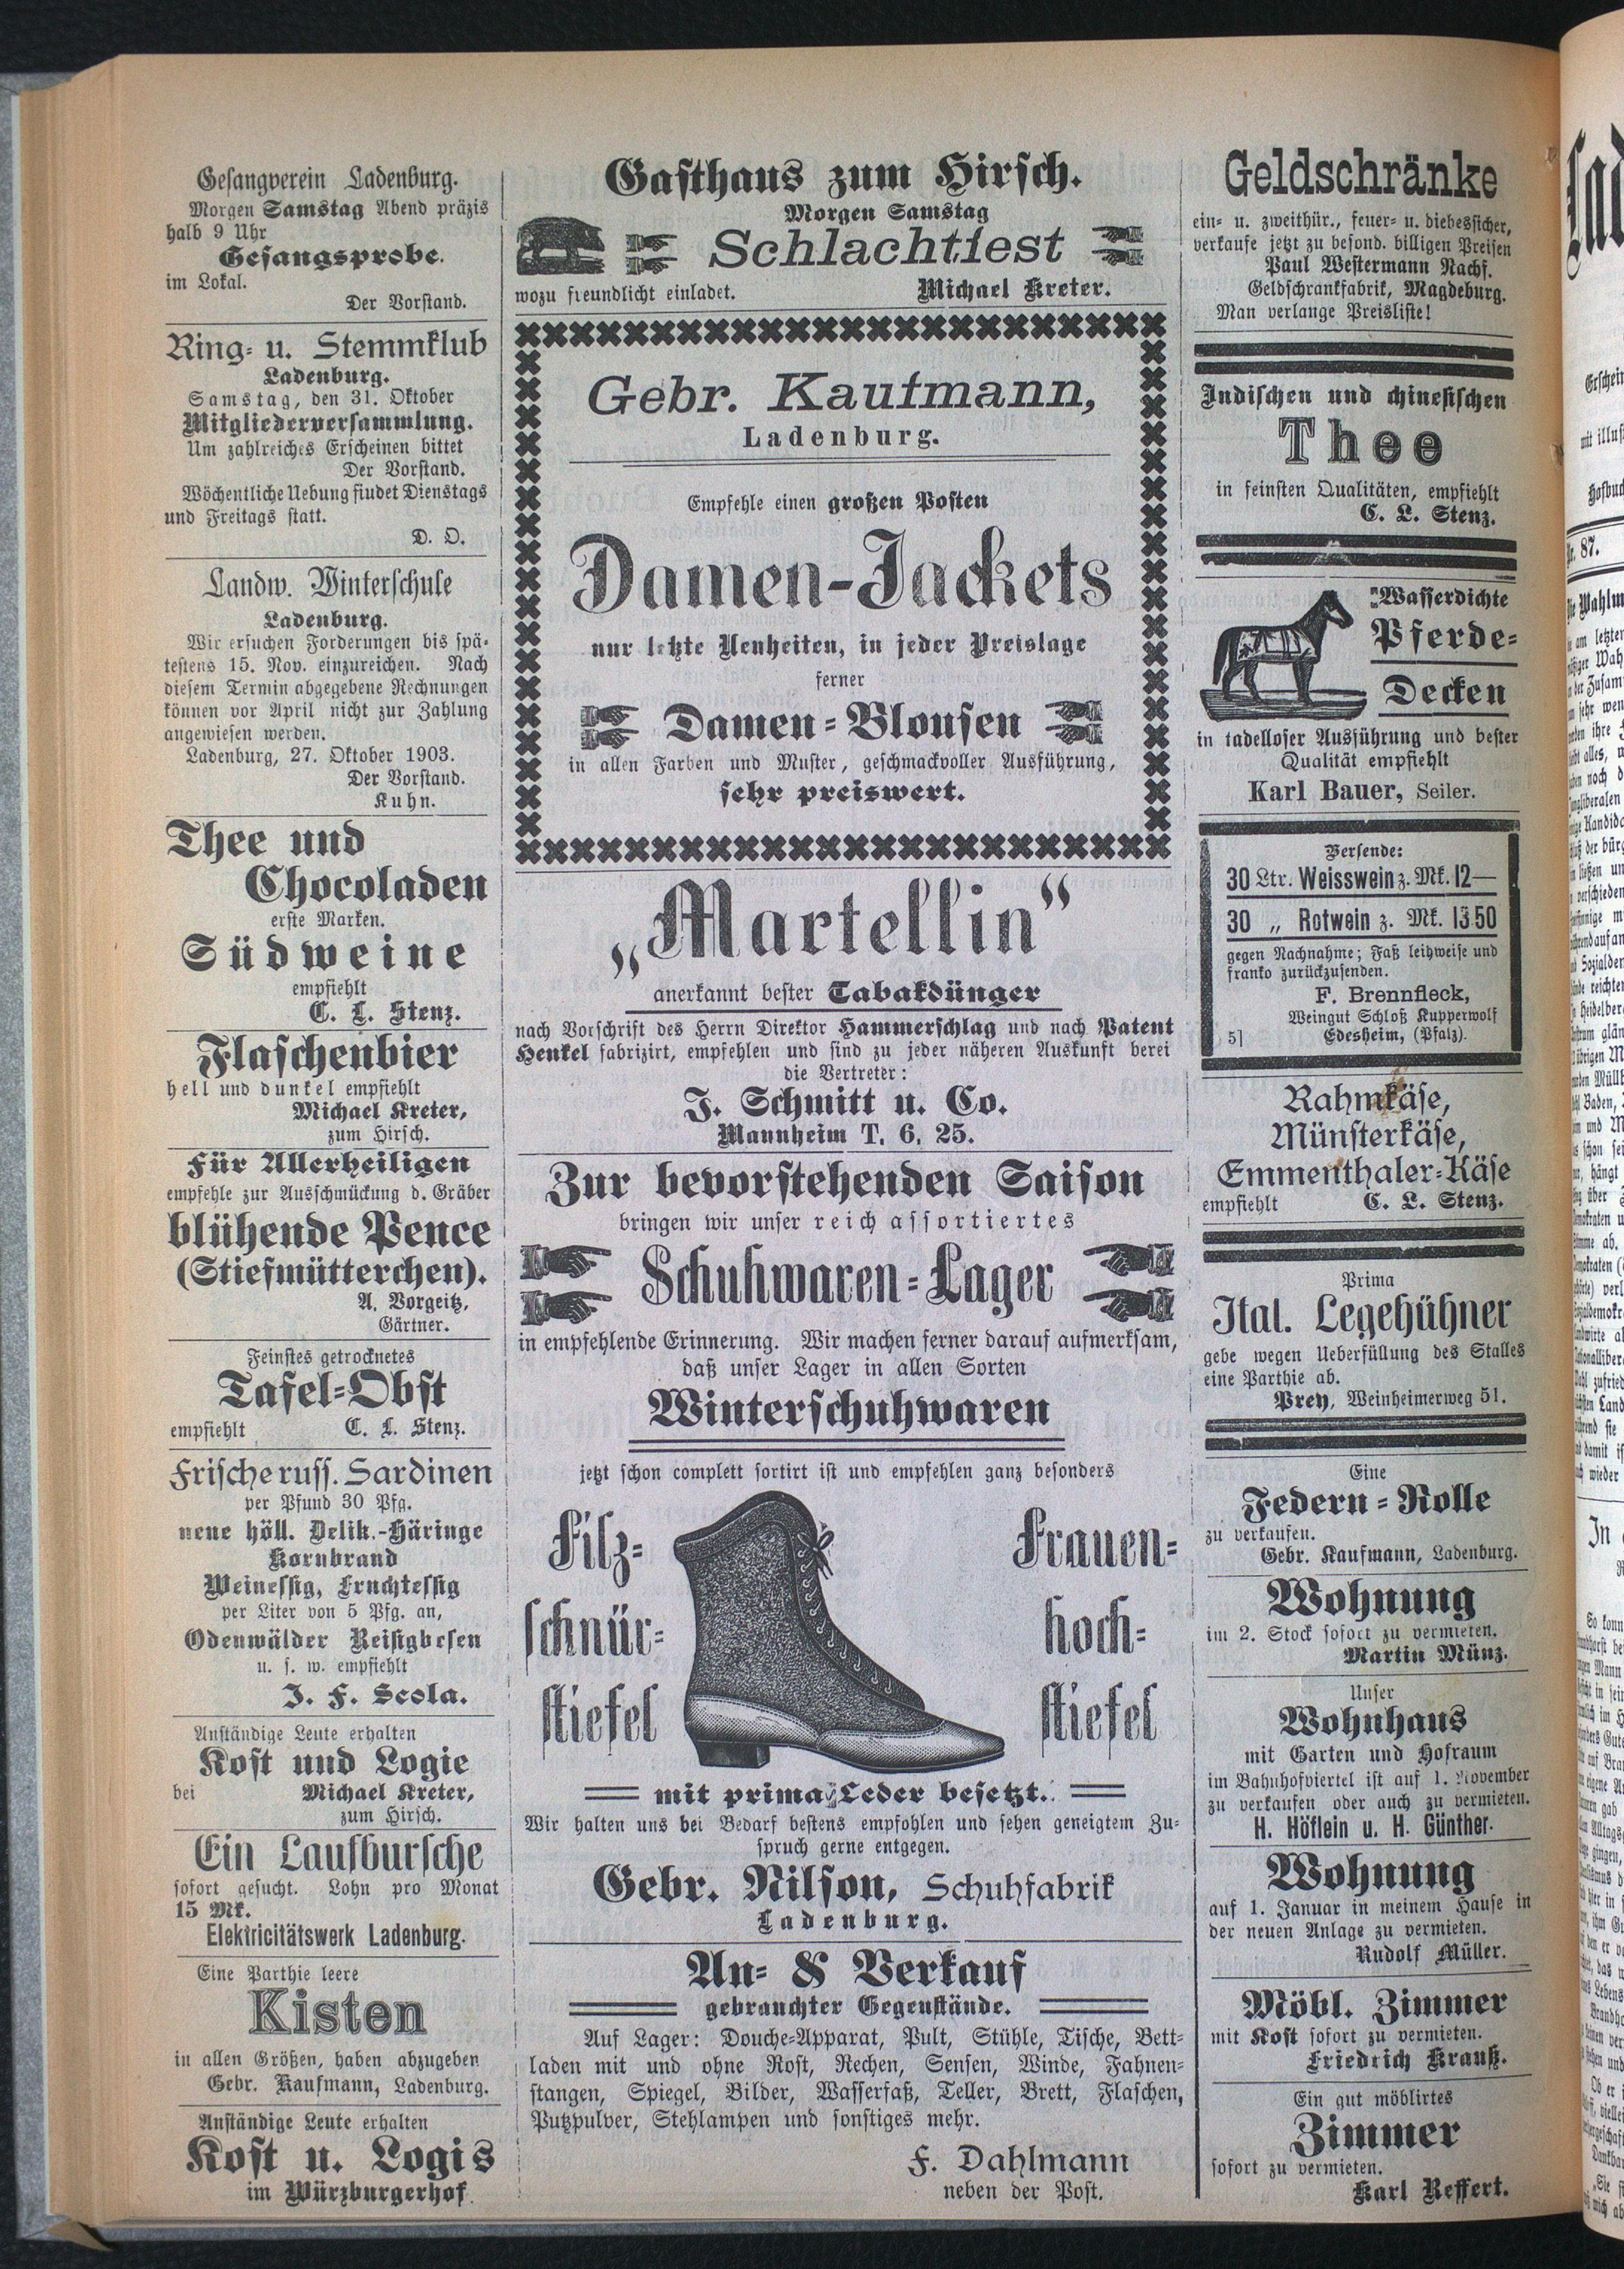 Gesangverein Ladenburg.
Morgen Samstag Abend präzis
halb 9 Uhr
Gesangsprobe.
im Lokal.
Der Vorstand.
Ring- u. Stemmklub
Ladenburg.
Samstag, den 31. Oktober
Mitgliederversammlung.
Um zahlreiches Erscheinen bittet
Der Vorstand.
Wöchentliche Uebung findet Dienstags
und Freitags statt.
D. O.
Landw. Winterschule
Ladenburg.
Wir ersuchen Forderungen bis spä-
testens 15. Nov. einzureichen. Nach
diesem Termin abgegebene Rechnungen
können vor April nicht zur Zahlung
angewiesen werden.
Ladenburg, 27. Oktober 1903.
Der Vorstand.
Kuhn.
Thee und
Chocoladen
erste Marken.
Südweine
empfiehlt
C. L. Stenz.
Flaschenbier
hell und dunkel empfiehlt
Michael Kreter,
zum Hirsch.
Für Allerheiligen
empfehle zur Ausschmückung d. Gräber
blühende Pence
(Stiefmütterchen).
A. Vorgeitz,
Gärtner.
Feinstes getrocknetes
Tafel-Obst
empfiehlt C. L. Stenz.
Frische russ. Sardinen
per Pfund 30 Pfg.
neue höll. Delik.-Häringe
Kornbrand
Weinessig, Fruchtessig
per Liter von 5 Pfg. an,
Odenwälder Reisigbesen
u. s. w. empfiehlt
J. F. Scola.
Anständige Leute erhalten
Kost und Logie
bei Michael Kreter,
zum Hirsch.
Ein Laufbursche
sofort gesucht. Lohn pro Monat
15 Mk.
Elektricitätswerk Ladenburg.
Eine Parthie leere
Kisten
in allen Größen, haben abzugeben
Gebr. Kaufmann, Ladenburg.
Anständige Leute erhalten
Kost u. Logis
im Würzburgerhof.
Gasthaus zum Hirsch.
Morgen Samstag
Schlachtfest
wozu freundlichst einladet. Michael Kreter.
Gebr. Kaufmann,
Ladenburg.
Empfehle einen großen Posten
Damen-Jackets
nur letzte Neuheiten, in jeder Preislage
ferner
Damen-Blousen
in allen Farben und Muster, geschmackvoller Ausführung,
sehr preiswert.
„Martellin“
anerkannt bester Tabakdünger
nach Vorschrift des Herrn Direktor Hammerschlag und nach Patent
Henkel fabrizirt, empfehlen und sind zu jeder näheren Auskunft berei
die Vertreter:
J. Schmitt u. Co.
Mannheim T. 6, 25.
Zur bevorstehenden Saison
bringen wir unser reich assortiertes
Schuhwaren-Lager
in empfehlende Erinnerung. Wir machen ferner darauf aufmerksam,
daß unser Lager in allen Sorten
Winterschuhwaren
jetzt schon complett sortirt ist und empfehlen ganz besonders
Filz-
schnür-
stiefel
Frauen-
hoch-
stiefel
mit prima Leder besetzt.
Wir halten uns bei Bedarf bestens empfohlen und sehen geneigtem Zu-
spruch gerne entgegen.
Gebr. Nilson, Schuhfabrik
Ladenburg.
An- & Verkauf
gebrauchter Gegenstände.
Auf Lager: Douche-Apparat, Pult, Stühle, Tische, Bett-
laden mit und ohne Rost, Rechen, Sensen, Winde, Fahnen-
stangen, Spiegel, Bilder, Wasserfaß, Teller, Brett, Flaschen,
Putzpulver, Stehlampen und sonstiges mehr.
F. Dahlmann
neben der Post.
Geldschränke
ein- u. zweithür., feuer- u. diebessicher,
verkaufe jetzt zu besond. billigen Preisen
Paul Westermann Nachf.
Geldschrankfabrik, Magdeburg.
Man verlange Preisliste!
Indischen und chinesischen
Thee
in feinsten Qualitäten, empfiehlt
C. L. Stenz.
Wasserdichte
Pferde-
Decken
in tadelloser Ausführung und bester
Qualität empfiehlt
Karl Bauer, Seiler.
Versende:
30 Ltr. Weisswein z. Mk. 12—
30 „ Rotwein z. Mk. 13 50
gegen Nachnahme; Faß leihweise und
franko zurückzusenden.
F. Brennfleck,
Weingut Schloß Kupperwolf
5] Edesheim, (Pfalz).
Rahmkäse,
Münsterkäse,
Emmenthaler-Käse
empfiehlt C. L. Stenz.
Prima
Ital. Legehühner
gebe wegen Ueberfüllung des Stalles
eine Parthie ab.
Prey, Weinheimerweg 51.
Eine
Federn-Rolle
zu verkaufen.
Gebr. Kaufmann, Ladenburg.
Wohnung
im 2. Stock sofort zu vermieten.
Martin Münz.
Unser
Wohnhaus
mit Garten und Hofraum
im Bahnhofviertel ist auf 1. November
zu verkaufen oder auch zu vermieten.
H. Höflein u. H. Günther.
Wohnung
auf 1. Januar in meinem Hause in
der neuen Anlage zu vermieten.
Rudolf Müller.
Möbl. Zimmer
mit Kost sofort zu vermieten.
Friedrich Krauß.
Ein gut möblirtes
Zimmer
sofort zu vermieten.
Karl Reffert.